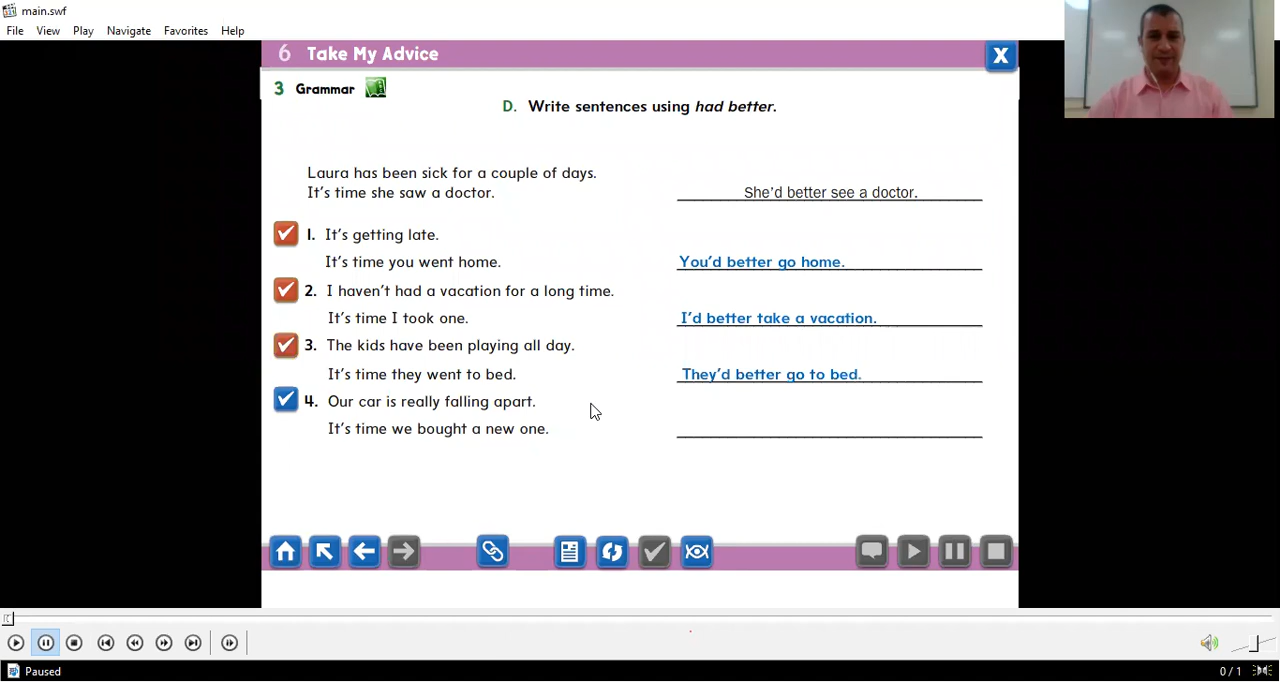 main.swf
File View Play Navigate Favorites Help
6 Take My Advice X
3 Grammar
D. Write sentences using had better.
Laura has been sick for a couple of days.
It's time she saw a doctor. She'd better see a doctor.
1. It's getting late.
It's time you went home. You'd better go home.
2. I haven't had a vacation for a long time.
It's time I took one. I'd better take a vacation.
3. The kids have been playing all day.
It's time they went to bed. They'd better go to bed.
4. Our car is really falling apart.
It's time we bought a new one.
Paused 0 / 1